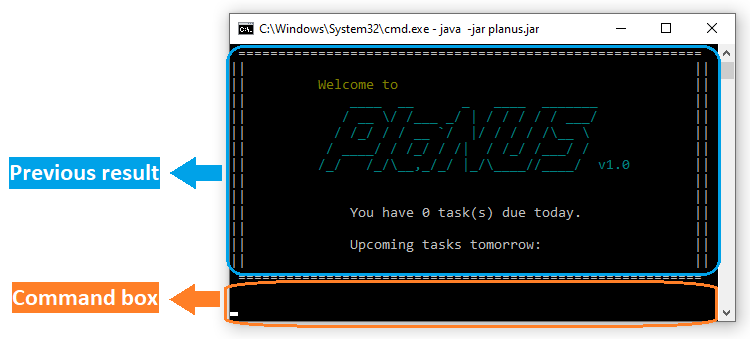 C:\Windows\System32\cmd.exe - java -jar planus.jar
Welcome to
PlaNUS
v1.0
Previous result
You have 0 task(s) due today.
Upcoming tasks tomorrow:
Command box